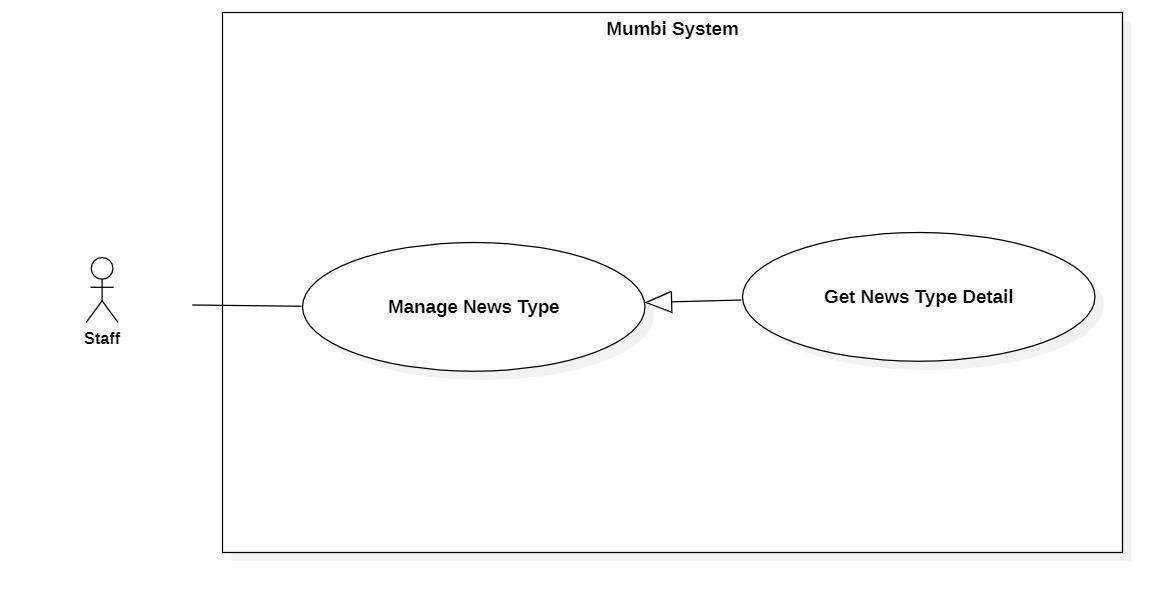 Mumbi System
Staff
Manage News Type
Get News Type Detail